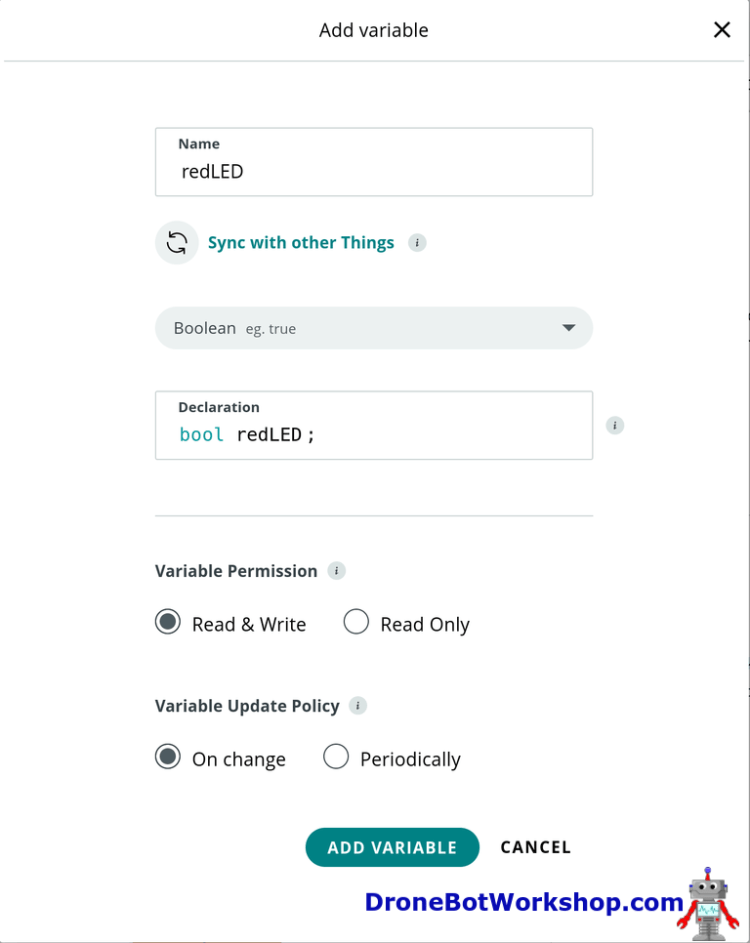 Add variable
Name
redLED
Sync with other Things i
Boolean eg. true
Declaration
bool redLED;
i
Variable Permission i
Read & Write Read Only
Variable Update Policy i
On change Periodically
ADD VARIABLE CANCEL
DroneBotWorkshop.com